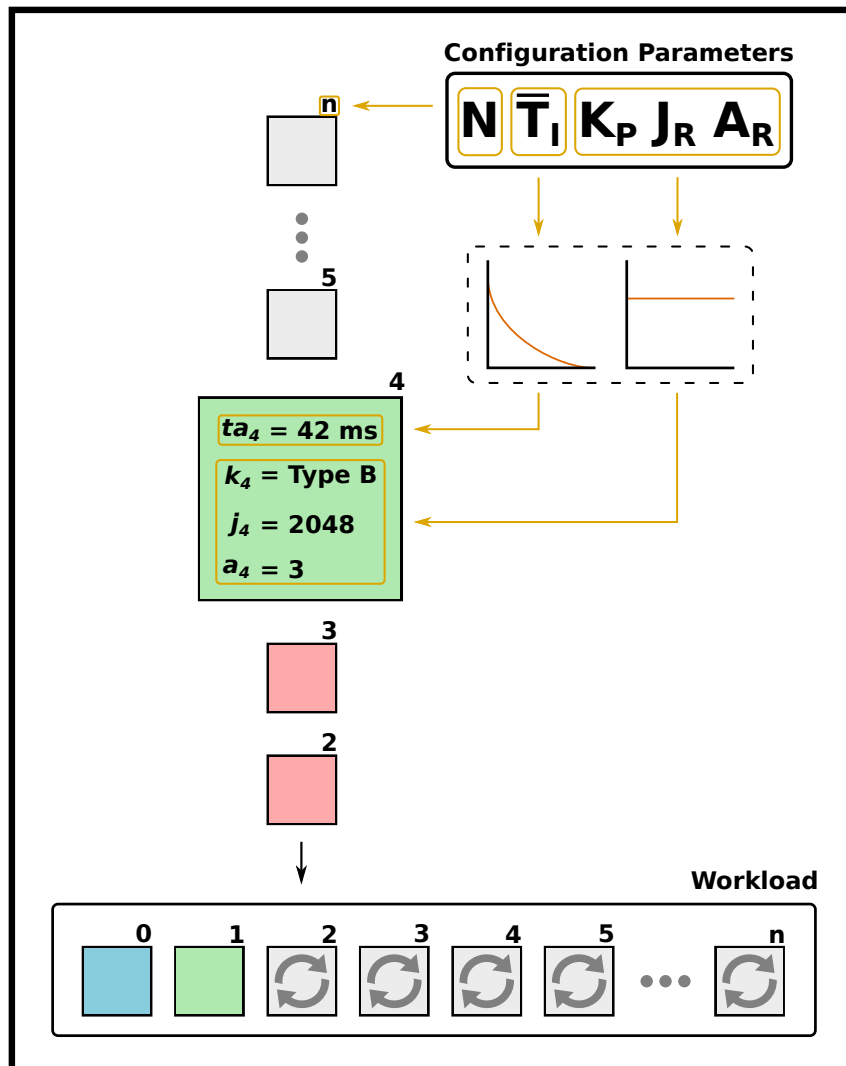 Configuration Parameters
N T̅I KP JR AR
n
5
4
ta4 = 42 ms
k4 = Type B
j4 = 2048
a4 = 3
3
2
Workload
0 1 2 3 4 5 n